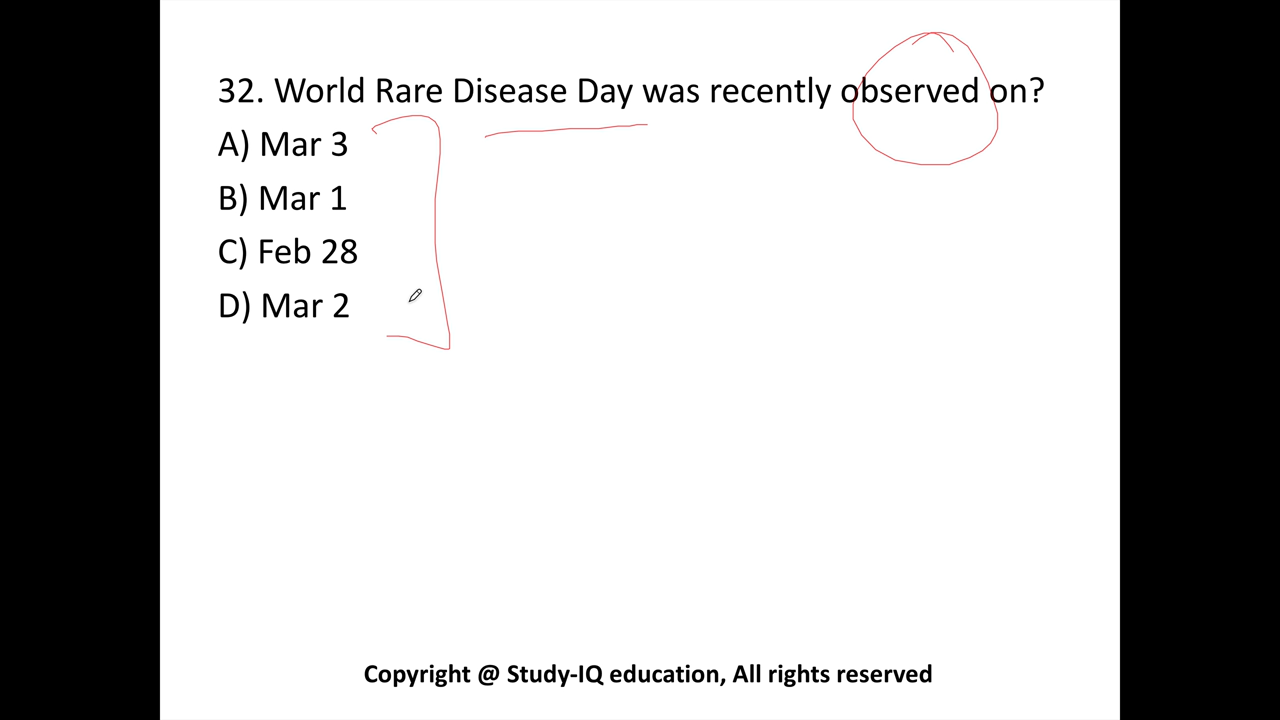 32. World Rare Disease Day was recently observed on?
A) Mar 3
B) Mar 1
C) Feb 28
D) Mar 2
Copyright @ Study-IQ education, All rights reserved